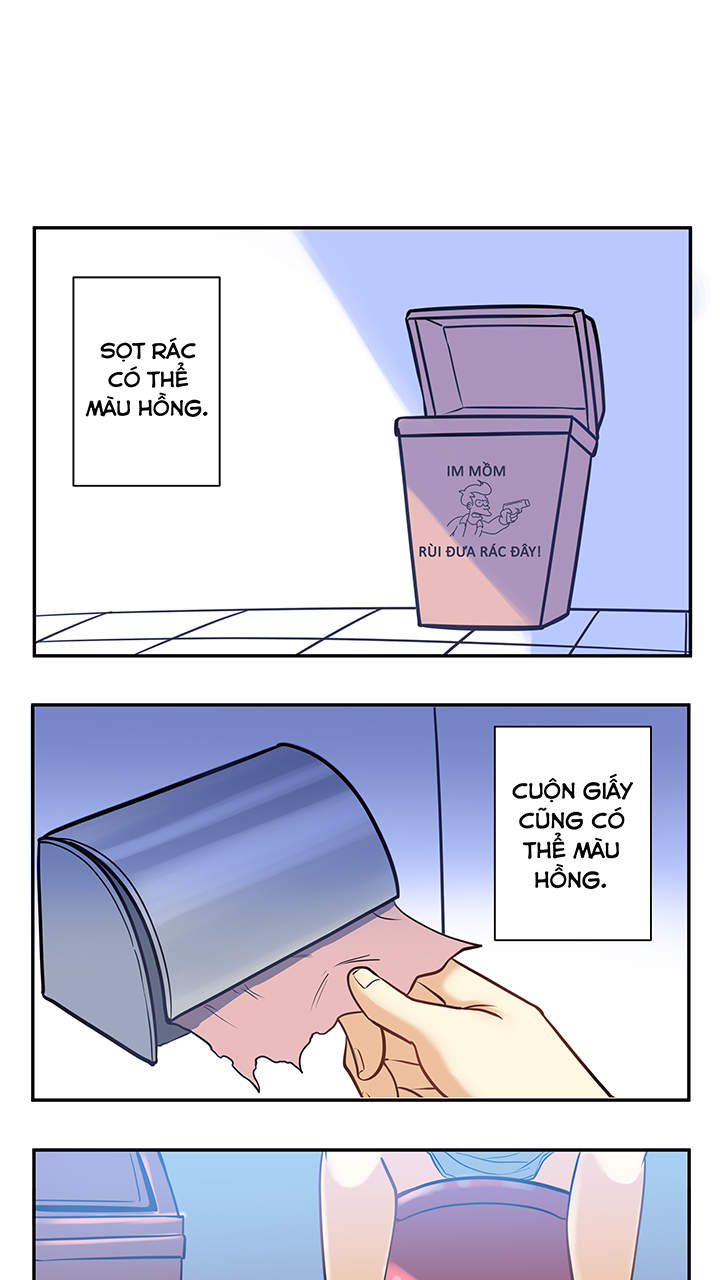 SỌT RÁC
CÓ THỂ
MÀU HỒNG.
IM MỒM
RÙI ĐƯA RÁC ĐÂY!
CUỘN GIẤY
CŨNG CÓ
THỂ MÀU
HỒNG.